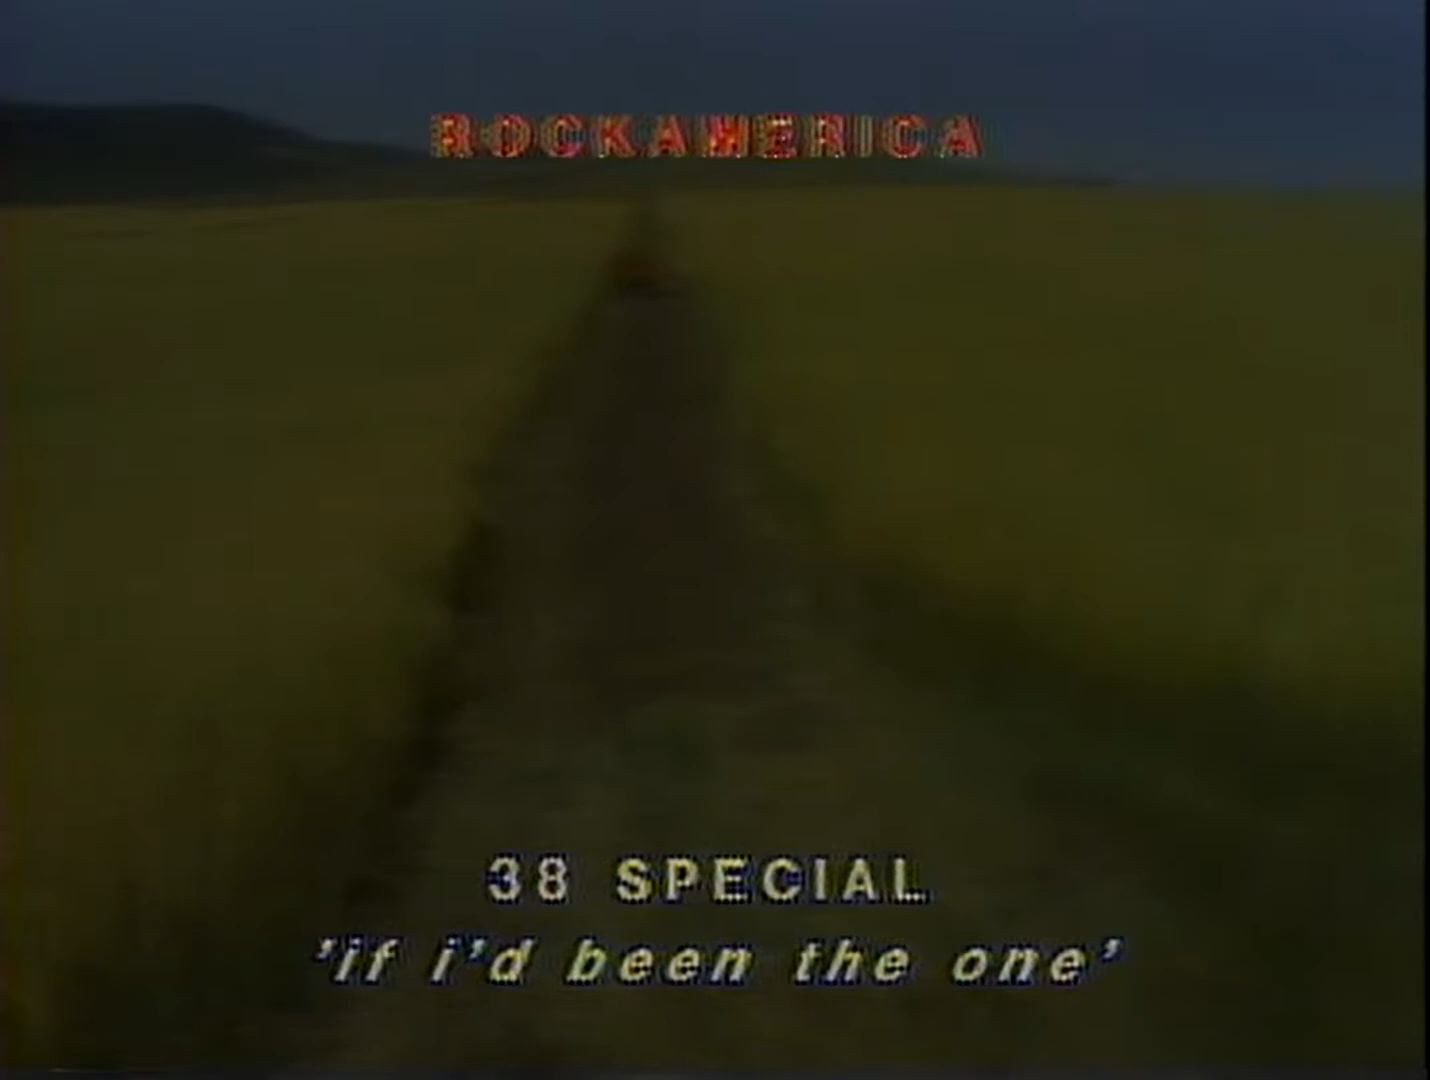 ROCKAMERICA
38 SPECIAL
'if i'd been the one'